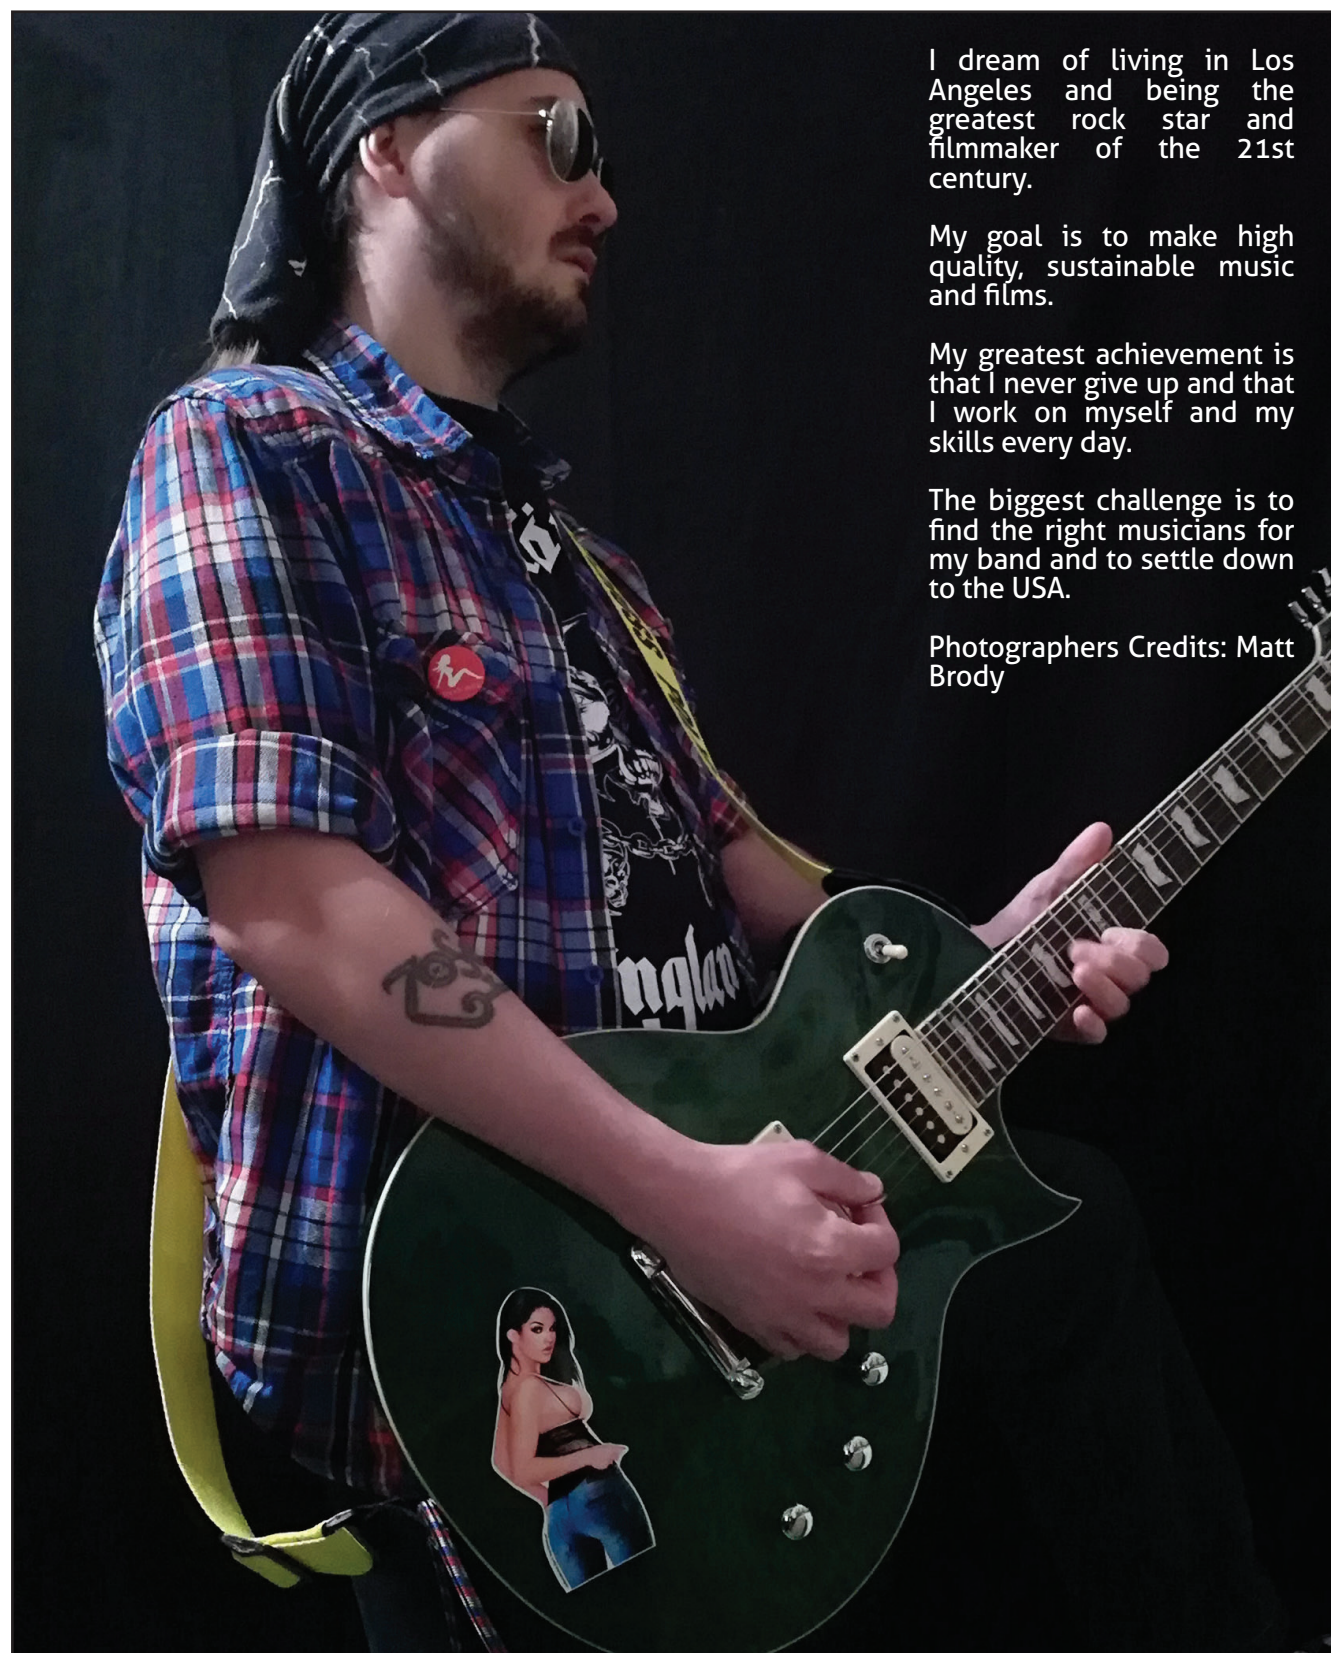 I dream of living in Los
Angeles and being the
greatest rock star and
filmmaker of the 21st
century.
My goal is to make high
quality, sustainable music
and films.
My greatest achievement is
that I never give up and that
I work on myself and my
skills every day.
The biggest challenge is to
find the right musicians for
my band and to settle down
to the USA.
Photographers Credits: Matt
Brody